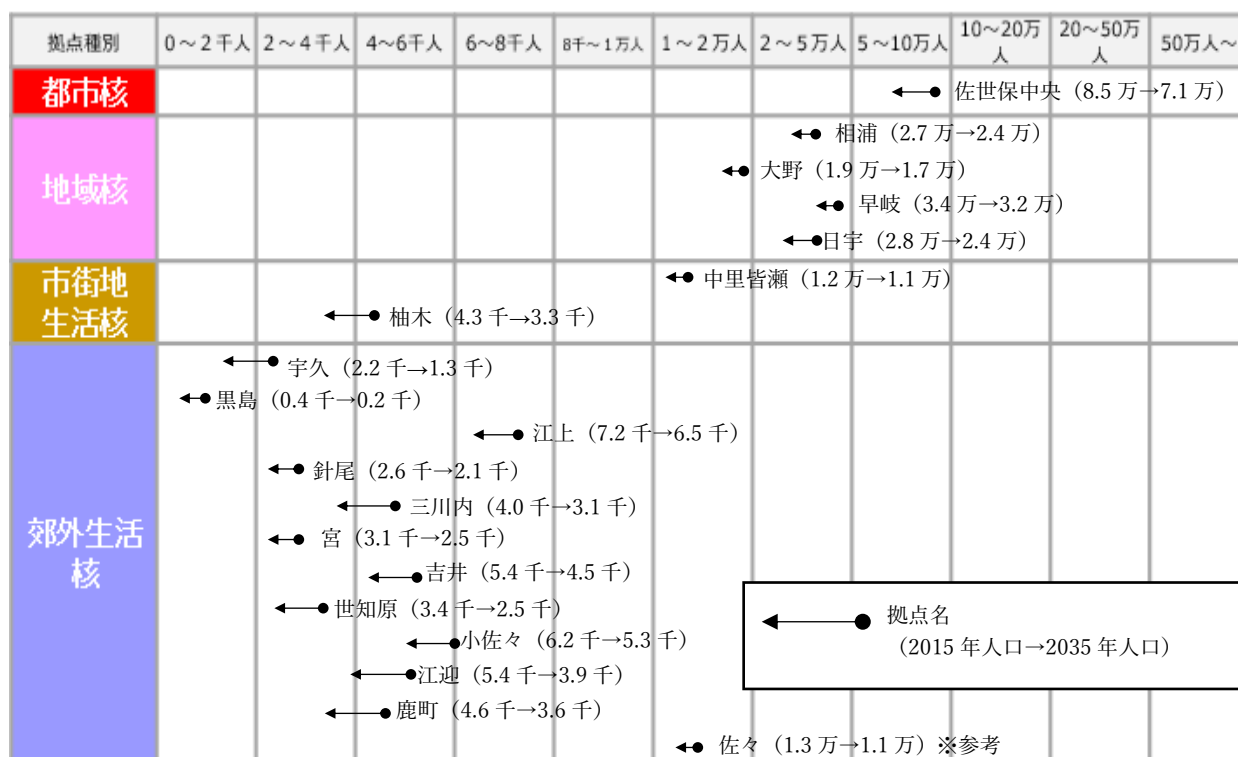 拠点種別 0～2千人 2～4千人 4～6千人 6～8千人 8千～1万人 1～2万人 2～5万人 5～10万人 10～20万人 20～50万人 50万人～
都市核
佐世保中央（8.5 万→7.1 万）
地域核
相浦（2.7 万→2.4 万）
大野（1.9 万→1.7 万）
早岐（3.4 万→3.2 万）
日宇（2.8 万→2.4 万）
市街地
生活核
中里皆瀬（1.2 万→1.1 万）
柚木（4.3 千→3.3 千）
郊外生活
核
宇久（2.2 千→1.3 千）
黒島（0.4 千→0.2 千）
江上（7.2 千→6.5 千）
針尾（2.6 千→2.1 千）
三川内（4.0 千→3.1 千）
宮（3.1 千→2.5 千）
吉井（5.4 千→4.5 千）
世知原（3.4 千→2.5 千）
小佐々（6.2 千→5.3 千）
江迎（5.4 千→3.9 千）
鹿町（4.6 千→3.6 千）
佐々（1.3 万→1.1 万）※参考
拠点名
（2015 年人口→2035 年人口）